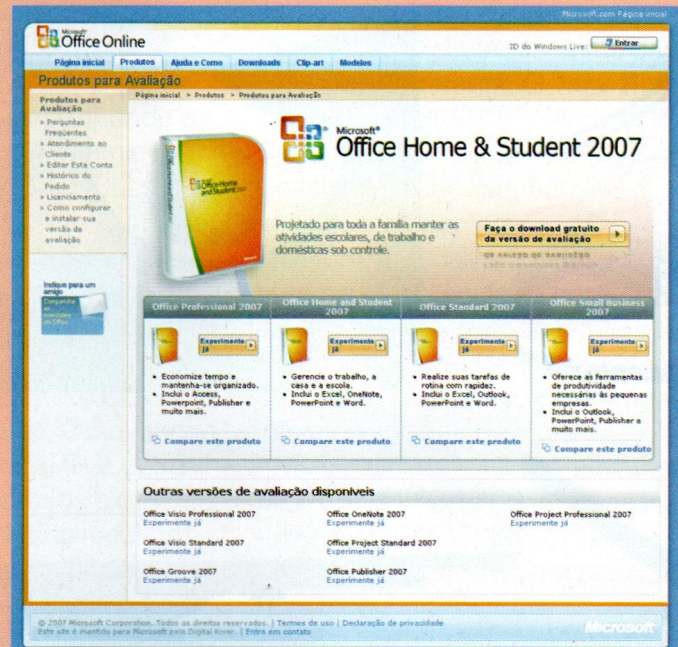 Microsoft.com Página inicial
Microsoft®
Office Online
ID do Windows Live:
Entrar
Página inicial
Produtos
Ajuda e Como
Downloads
Clip-art
Modelos
Produtos para Avaliação
Produtos para
Avaliação
» Perguntas
Freqüentes
» Atendimento ao
Cliente
» Editar Esta Conta
» Histórico do
Pedido
» Licenciamento
» Como configurar
e instalar sua
versão de
avaliação
Indique para um
amigo
Compartilhe
as
novidades
do Office
Página Inicial > Produtos > Produtos para Avaliação
Microsoft®
Office Home & Student 2007
Office Home
and Student
2007
Microsoft
Projetado para toda a família manter as
atividades escolares, de trabalho e
domésticas sob controle.
Faça o download gratuito
da versão de avaliação
Office Professional 2007
Experimente
já
• Economize tempo e
mantenha-se organizado.
• Inclui o Access,
Powerpoint, Publisher e
muito mais.
Compare este produto
Office Home and Student
2007
Experimente
já
• Gerencie o trabalho, a
casa e a escola.
• Inclui o Excel, OneNote,
PowerPoint e Word.
Compare este produto
Office Standard 2007
Experimente
já
• Realize suas tarefas de
rotina com rapidez.
• Inclui o Excel, Outlook,
PowerPoint e Word.
Compare este produto
Office Small Business
2007
Experimente
já
• Oferece as ferramentas
de produtividade
necessárias às pequenas
empresas.
• Inclui o Outlook,
PowerPoint, Publisher e
muito mais.
Compare este produto
Outras versões de avaliação disponíveis
Office Visio Professional 2007
Experimente já
Office OneNote 2007
Experimente já
Office Project Professional 2007
Experimente já
Office Visio Standard 2007
Experimente já
Office Project Standard 2007
Experimente já
Office Groove 2007
Experimente já
Office Publisher 2007
Experimente já
© 2007 Microsoft Corporation. Todos os direitos reservados. | Termos de uso | Declaração de privacidade
Este site é mantido para Microsoft pela Digital River. | Entre em contato
Microsoft